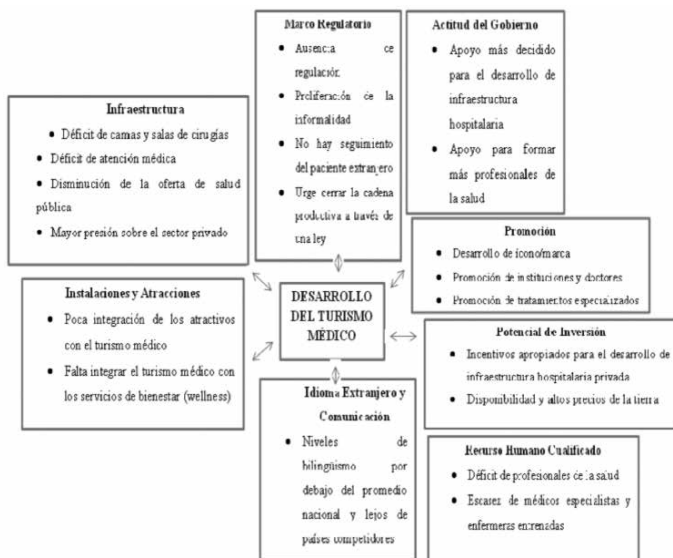 Marco Regulatorio
• Ausencia de
regulación.
• Proliferación de la
informalidad
• No hay seguimiento
del paciente extranjero
• Urge cerrar la cadena
productiva a través de
una ley
Actitud del Gobierno
• Apoyo más decidido
para el desarrollo de
infraestructura
hospitalaria
• Apoyo para formar
más profesionales de
la salud
Infraestructura
• Déficit de camas y salas de cirugías
• Déficit de atención médica
• Disminución de la oferta de salud
pública
• Mayor presión sobre el sector privado
Promoción
• Desarrollo de ícono/marca
• Promoción de instituciones y doctores
• Promoción de tratamientos especializados
Instalaciones y Atracciones
• Poca integración de los atractivos
con el turismo médico
• Falta integrar el turismo médico con
los servicios de bienestar (wellness)
DESARROLLO
DEL TURISMO
MÉDICO
Potencial de Inversión
• Incentivos apropiados para el desarrollo de
infraestructura hospitalaria privada
• Disponibilidad y altos precios de la tierra
Idioma Extranjero y
Comunicación
• Niveles de
bilingüismo por
debajo del promedio
nacional y lejos de
países competidores
Recurso Humano Cualificado
• Déficit de profesionales de la salud
• Escasez de médicos especialistas y
enfermeras entrenadas